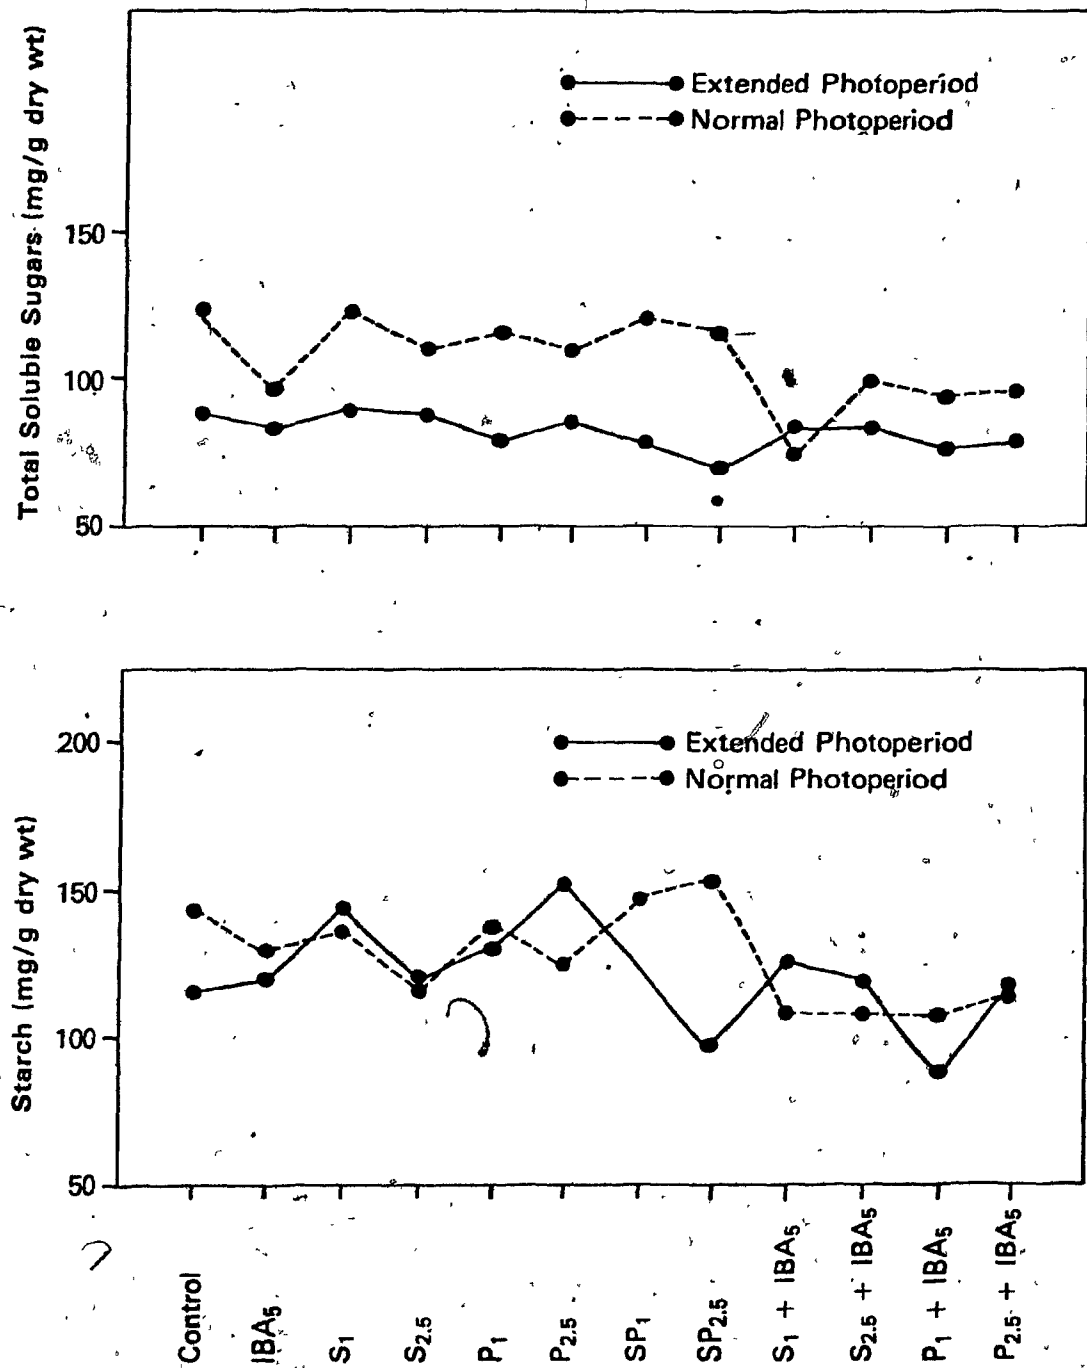 Total Soluble Sugars (mg/g dry wt)
Extended Photoperiod
Normal Photoperiod
150
100
50
Starch (mg/g dry wt)
Extended Photoperiod
Normal Photoperiod
200
150
100
50
Control
IBA5
S1
S2.5
P1
P2.5
SP1
SP2.5
S1 + IBA5
S2.5 + IBA5
P1 + IBA5
P2.5 + IBA5